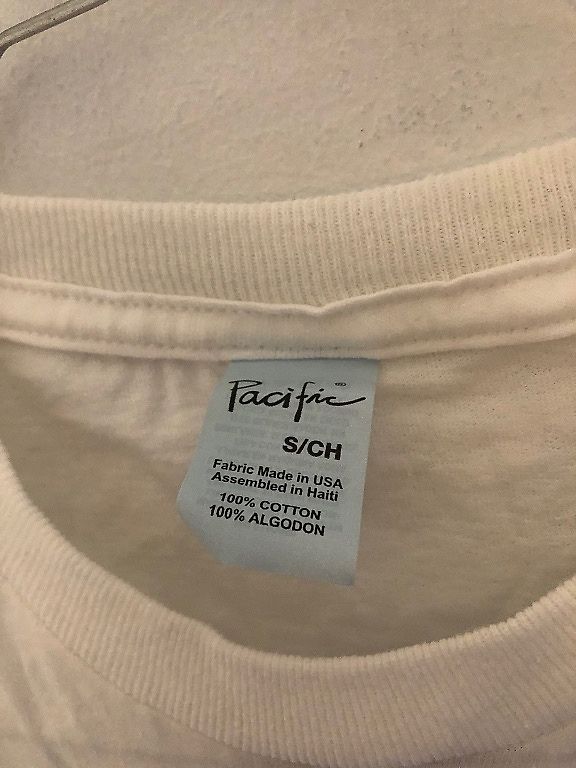 Pacific
S/CH
Fabric Made in USA
Assembled in Haiti
100% COTTON
100% ALGODON